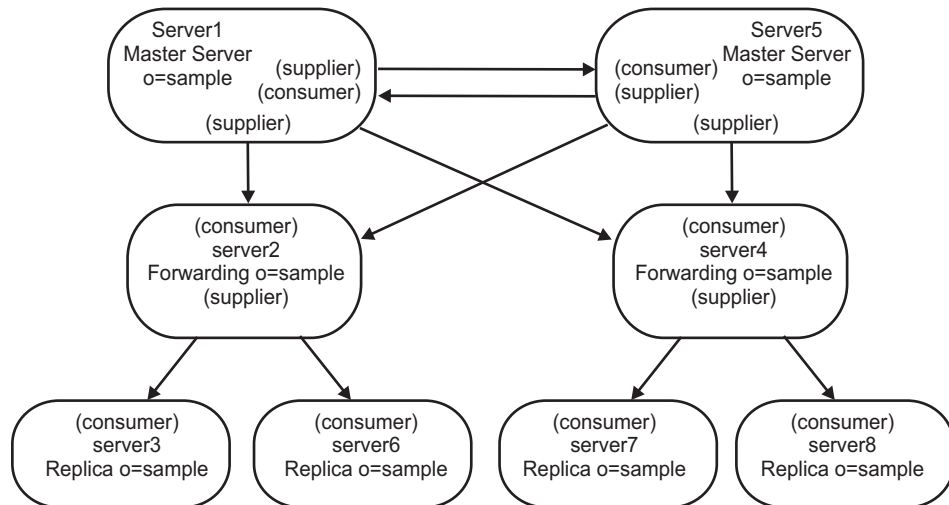 Server1
Master Server
o=sample
(supplier)
(consumer)
(supplier)
Server5
Master Server
o=sample
(consumer)
(supplier)
(supplier)
(consumer)
server2
Forwarding o=sample
(supplier)
(consumer)
server4
Forwarding o=sample
(supplier)
(consumer)
server3
Replica o=sample
(consumer)
server6
Replica o=sample
(consumer)
server7
Replica o=sample
(consumer)
server8
Replica o=sample